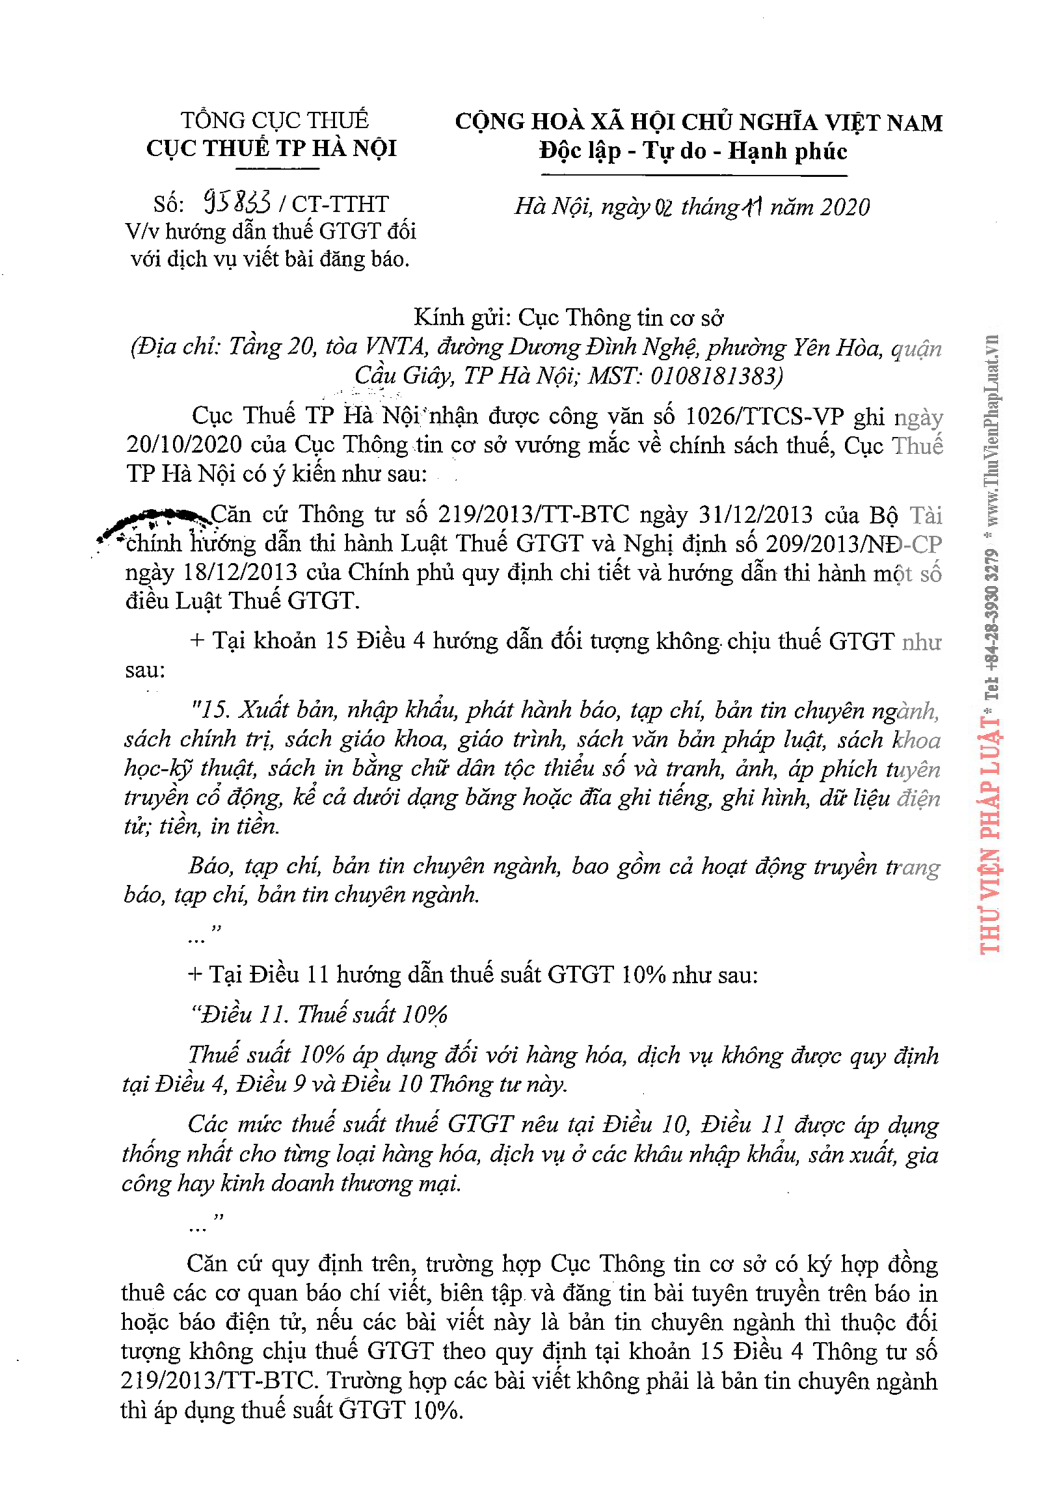 TỔNG CỤC THUẾ
CỤC THUẾ TP HÀ NỘI
CỘNG HOÀ XÃ HỘI CHỦ NGHĨA VIỆT NAM
Độc lập - Tự do - Hạnh phúc
Số: 95833 / CT-TTHT
V/v hướng dẫn thuế GTGT đối
với dịch vụ viết bài đăng báo.
Hà Nội, ngày 02 tháng 11 năm 2020
Kính gửi: Cục Thông tin cơ sở
(Địa chỉ: Tầng 20, tòa VNTA, đường Dương Đình Nghệ, phường Yên Hòa, quận
Cầu Giấy, TP Hà Nội; MST: 0108181383)
Cục Thuế TP Hà Nội nhận được công văn số 1026/TTCS-VP ghi ngày
20/10/2020 của Cục Thông tin cơ sở vướng mắc về chính sách thuế, Cục Thuế
TP Hà Nội có ý kiến như sau:
Căn cứ Thông tư số 219/2013/TT-BTC ngày 31/12/2013 của Bộ Tài
chính hướng dẫn thi hành Luật Thuế GTGT và Nghị định số 209/2013/NĐ-CP
ngày 18/12/2013 của Chính phủ quy định chi tiết và hướng dẫn thi hành một số
điều Luật Thuế GTGT.
+ Tại khoản 15 Điều 4 hướng dẫn đối tượng không chịu thuế GTGT như
sau:
"15. Xuất bản, nhập khẩu, phát hành báo, tạp chí, bản tin chuyên ngành,
sách chính trị, sách giáo khoa, giáo trình, sách văn bản pháp luật, sách khoa
học-kỹ thuật, sách in bằng chữ dân tộc thiểu số và tranh, ảnh, áp phích tuyên
truyền cổ động, kể cả dưới dạng băng hoặc đĩa ghi tiếng, ghi hình, dữ liệu điện
tử; tiền, in tiền.
Báo, tạp chí, bản tin chuyên ngành, bao gồm cả hoạt động truyền trang
báo, tạp chí, bản tin chuyên ngành.
... ”
+ Tại Điều 11 hướng dẫn thuế suất GTGT 10% như sau:
“Điều 11. Thuế suất 10%
Thuế suất 10% áp dụng đối với hàng hóa, dịch vụ không được quy định
tại Điều 4, Điều 9 và Điều 10 Thông tư này.
Các mức thuế suất thuế GTGT nêu tại Điều 10, Điều 11 được áp dụng
thống nhất cho từng loại hàng hóa, dịch vụ ở các khâu nhập khẩu, sản xuất, gia
công hay kinh doanh thương mại.
... ”
Căn cứ quy định trên, trường hợp Cục Thông tin cơ sở có ký hợp đồng
thuê các cơ quan báo chí viết, biên tập và đăng tin bài tuyên truyền trên báo in
hoặc báo điện tử, nếu các bài viết này là bản tin chuyên ngành thì thuộc đối
tượng không chịu thuế GTGT theo quy định tại khoản 15 Điều 4 Thông tư số
219/2013/TT-BTC. Trường hợp các bài viết không phải là bản tin chuyên ngành
thì áp dụng thuế suất GTGT 10%.
THƯ VIỆN PHÁP LUẬT * Tel: +84-28-3930 3279 * www.ThuVienPhapLuat.vn